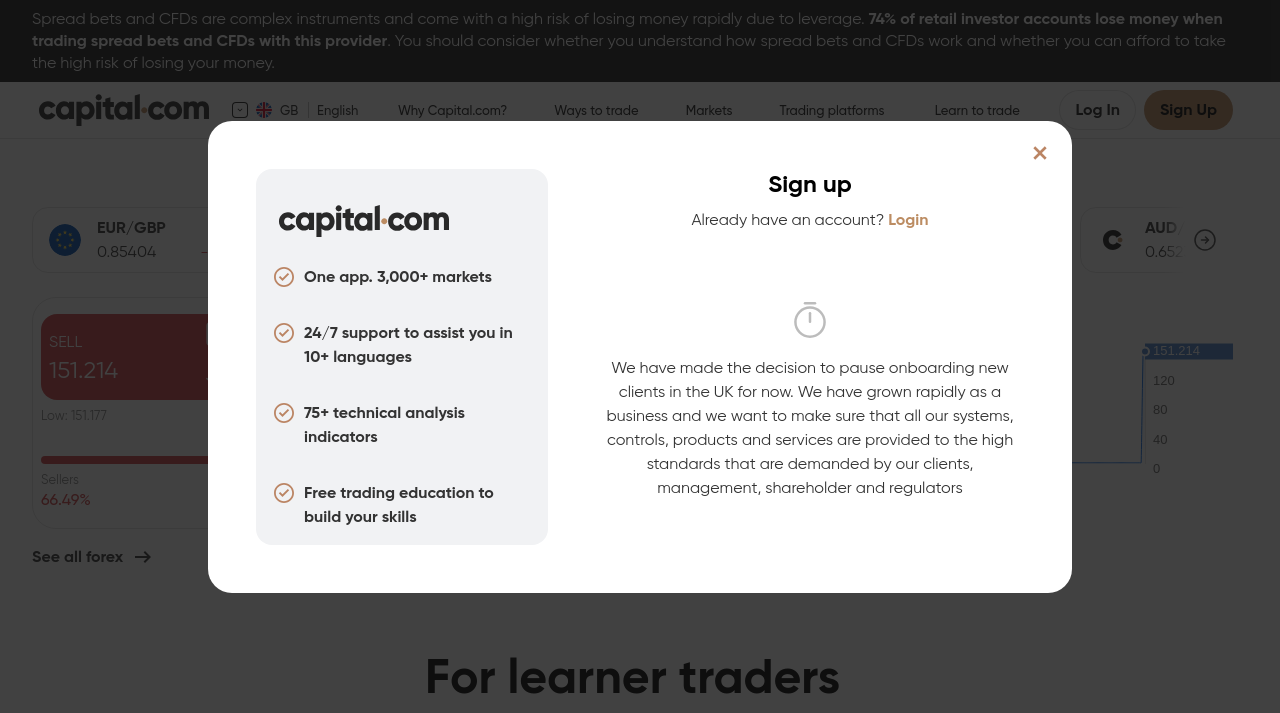 Spread bets and CFDs are complex instruments and come with a high risk of losing money rapidly due to leverage. 74% of retail investor accounts lose money when
trading spread bets and CFDs with this provider. You should consider whether you understand how spread bets and CFDs work and whether you can afford to take
the high risk of losing your money.
capital.com GB English Why Capital.com? Ways to trade Markets Trading platforms Learn to trade Log In Sign Up
EUR/GBP
0.85404
AUD/
0.652
SELL
151.214
Low: 151.177
Sellers
66.49%
See all forex
151.214
120
80
40
0
capital.com
One app. 3,000+ markets
24/7 support to assist you in
10+ languages
75+ technical analysis
indicators
Free trading education to
build your skills
Sign up
Already have an account? Login
We have made the decision to pause onboarding new
clients in the UK for now. We have grown rapidly as a
business and we want to make sure that all our systems,
controls, products and services are provided to the high
standards that are demanded by our clients,
management, shareholder and regulators
For learner traders